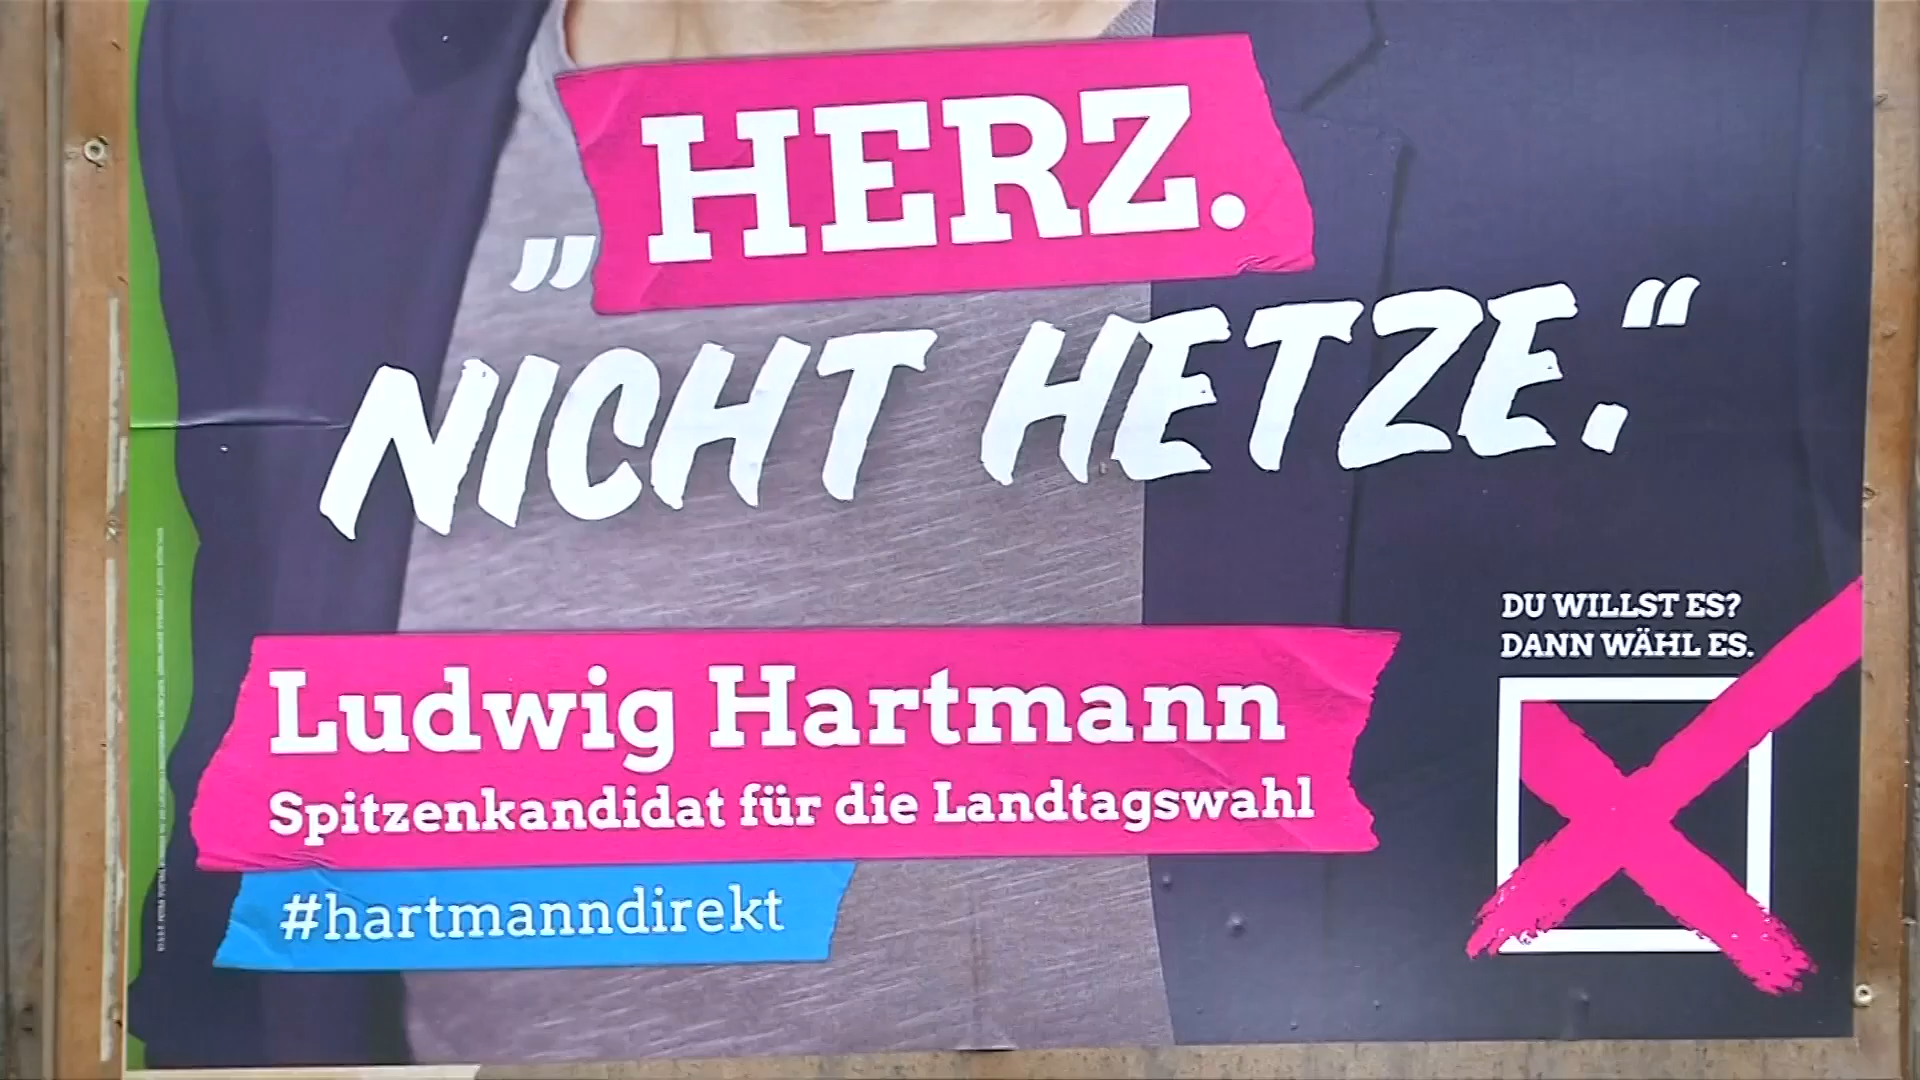 „HERZ.
NICHT HETZE.“
DU WILLST ES?
DANN WÄHL ES.
Ludwig Hartmann
Spitzenkandidat für die Landtagswahl
#hartmanndirekt